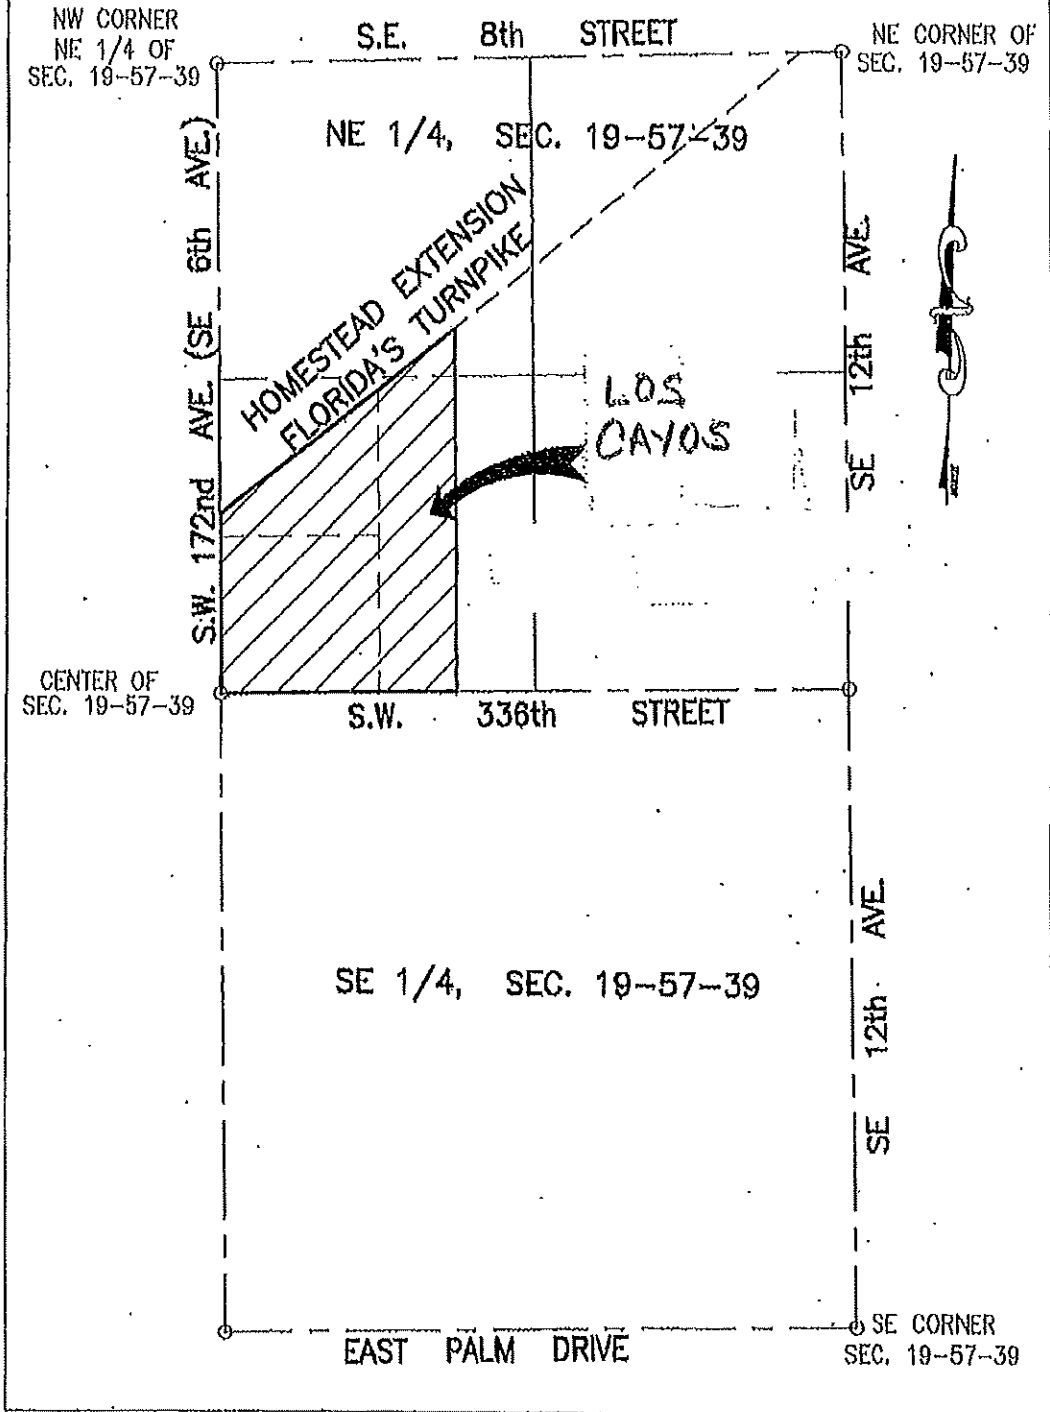 NW CORNER
NE 1/4 OF
SEC. 19-57-39
S.E. 8th STREET
NE CORNER OF
SEC. 19-57-39
NE 1/4, SEC. 19-57-39
S.W. 172nd AVE. (SE 6th AVE.)
HOMESTEAD EXTENSION
FLORIDA'S TURNPIKE
LOS
CAYOS
SE 12th AVE.
CENTER OF
SEC. 19-57-39
S.W. 336th STREET
SE 1/4, SEC. 19-57-39
SE 12th AVE.
EAST PALM DRIVE
SE CORNER
SEC. 19-57-39